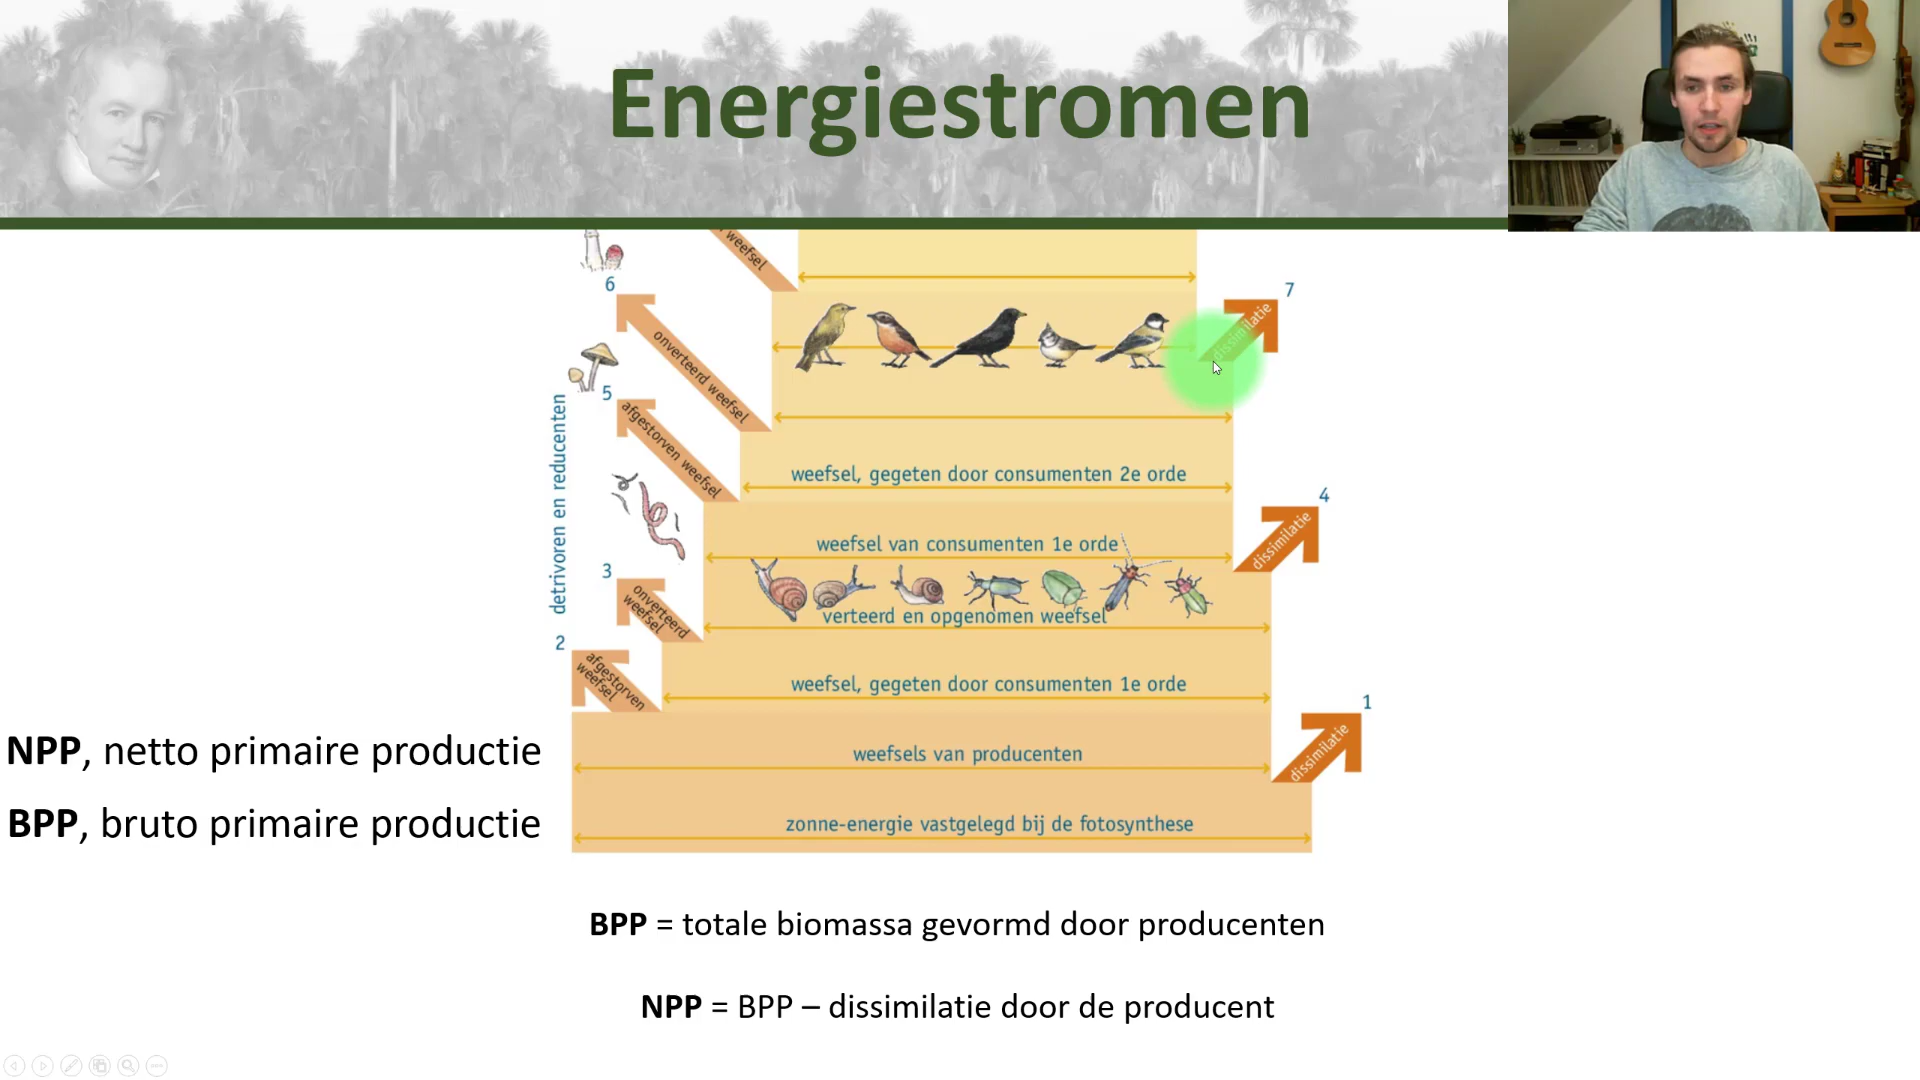 Energiestromen
weefsel
6
7
dissimilatie
onverteerd weefsel
5
afgestorven weefsel
detrivoren en reducenten
weefsel, gegeten door consumenten 2e orde
4
dissimilatie
weefsel van consumenten 1e orde
3
onverteerd
weefsel
verteerd en opgenomen weefsel
2
afgestorven
weefsel
weefsel, gegeten door consumenten 1e orde
1
dissimilatie
NPP, netto primaire productie
weefsels van producenten
BPP, bruto primaire productie
zonne-energie vastgelegd bij de fotosynthese
BPP = totale biomassa gevormd door producenten
NPP = BPP – dissimilatie door de producent